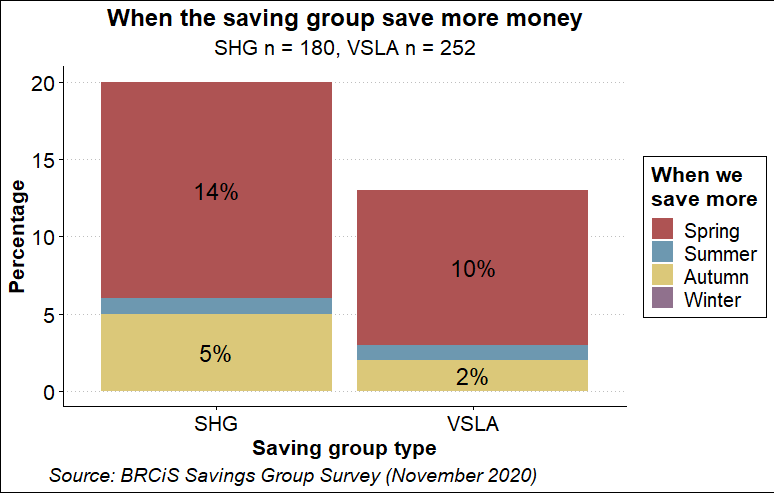 When the saving group save more money
SHG n = 180, VSLA n = 252
Percentage
20
15
10
5
0
14%
5%
10%
2%
SHG
VSLA
Saving group type
When we
save more
Spring
Summer
Autumn
Winter
Source: BRCiS Savings Group Survey (November 2020)